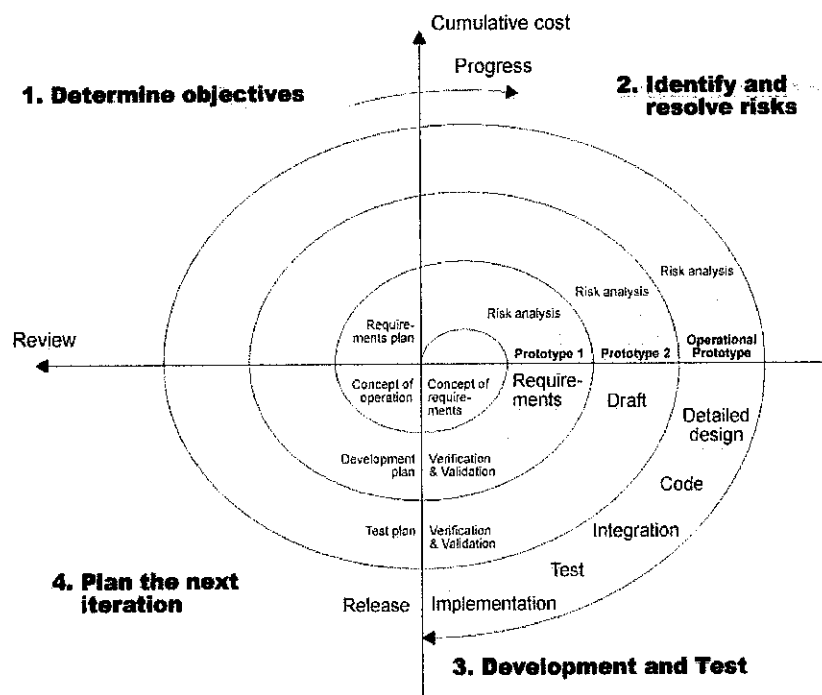 Cumulative cost
Progress
1. Determine objectives
2. Identify and
resolve risks
Risk analysis
Risk analysis
Risk analysis
Require-
ments plan
Review
Prototype 1
Prototype 2
Operational
Prototype
Concept of
operation
Concept of
require-
ments
Require-
ments
Draft
Detailed
design
Development
plan
Verification
& Validation
Code
Test plan
Verification
& Validation
Integration
Test
4. Plan the next
iteration
Release
Implementation
3. Development and Test